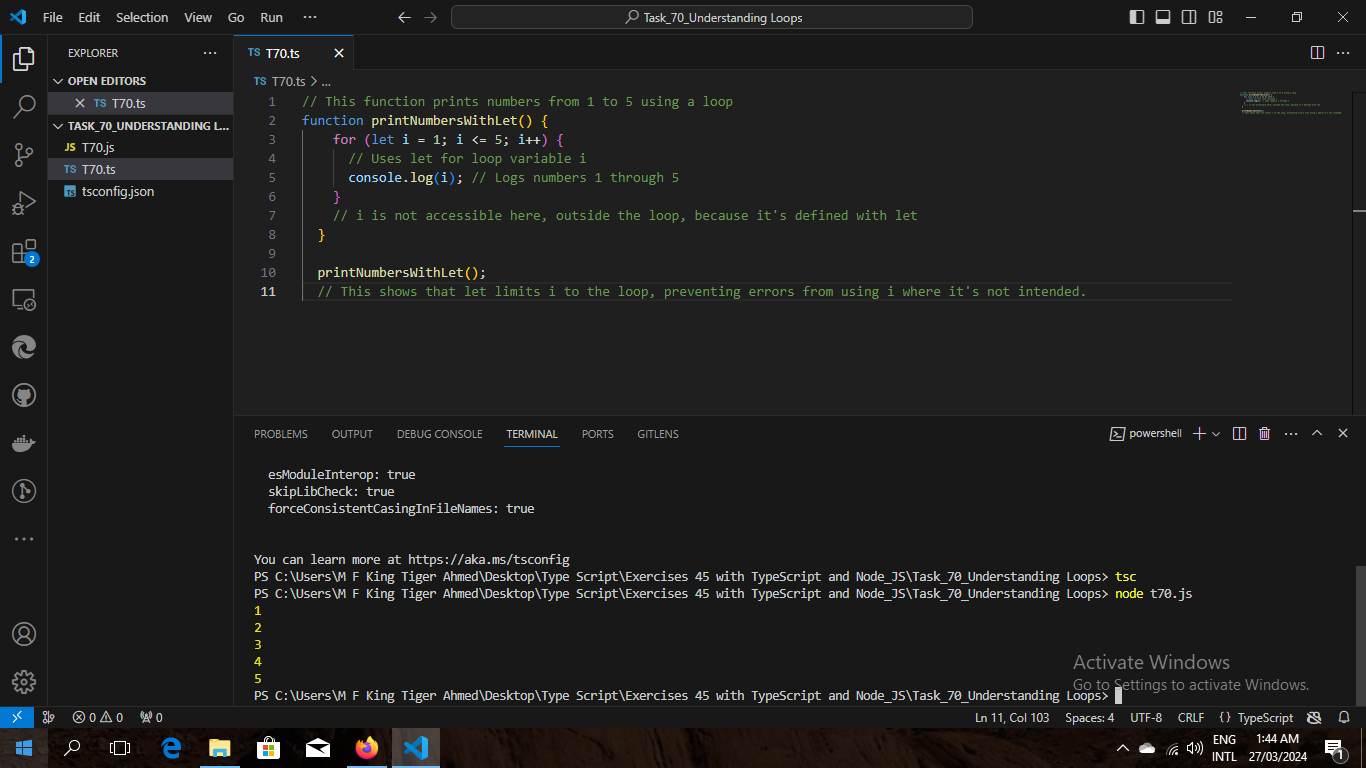 File Edit Selection View Go Run ··· Task_70_Understanding Loops
EXPLORER ···
OPEN EDITORS
TS T70.ts
TASK_70_UNDERSTANDING L...
JS T70.js
TS T70.ts
TS tsconfig.json
2
TS T70.ts
TS T70.ts > ...
1 // This function prints numbers from 1 to 5 using a loop
2 function printNumbersWithLet() {
3 for (let i = 1; i <= 5; i++) {
4 // Uses let for loop variable i
5 console.log(i); // Logs numbers 1 through 5
6 }
7 // i is not accessible here, outside the loop, because it's defined with let
8 }
9
10 printNumbersWithLet();
11 // This shows that let limits i to the loop, preventing errors from using i where it's not intended.
PROBLEMS OUTPUT DEBUG CONSOLE TERMINAL PORTS GITLENS powershell
esModuleInterop: true
skipLibCheck: true
forceConsistentCasingInFileNames: true
You can learn more at https://aka.ms/tsconfig
PS C:\Users\M F King Tiger Ahmed\Desktop\Type Script\Exercises 45 with TypeScript and Node_JS\Task_70_Understanding Loops> tsc
PS C:\Users\M F King Tiger Ahmed\Desktop\Type Script\Exercises 45 with TypeScript and Node_JS\Task_70_Understanding Loops> node t70.js
1
2
3
4
5
PS C:\Users\M F King Tiger Ahmed\Desktop\Type Script\Exercises 45 with TypeScript and Node_JS\Task_70_Understanding Loops>
Activate Windows
Go to Settings to activate Windows.
0 0 0 Ln 11, Col 103 Spaces: 4 UTF-8 CRLF {} TypeScript
ENG 1:44 AM
INTL 27/03/2024 1